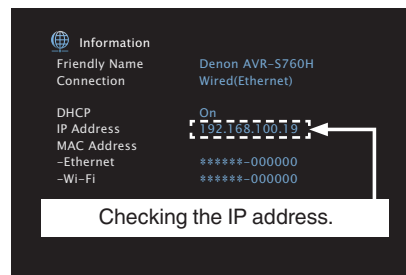 Information
Friendly Name Denon AVR-S760H
Connection Wired(Ethernet)
DHCP On
IP Address 192.168.100.19
MAC Address
-Ethernet ******-000000
-Wi-Fi ******-000000
Checking the IP address.